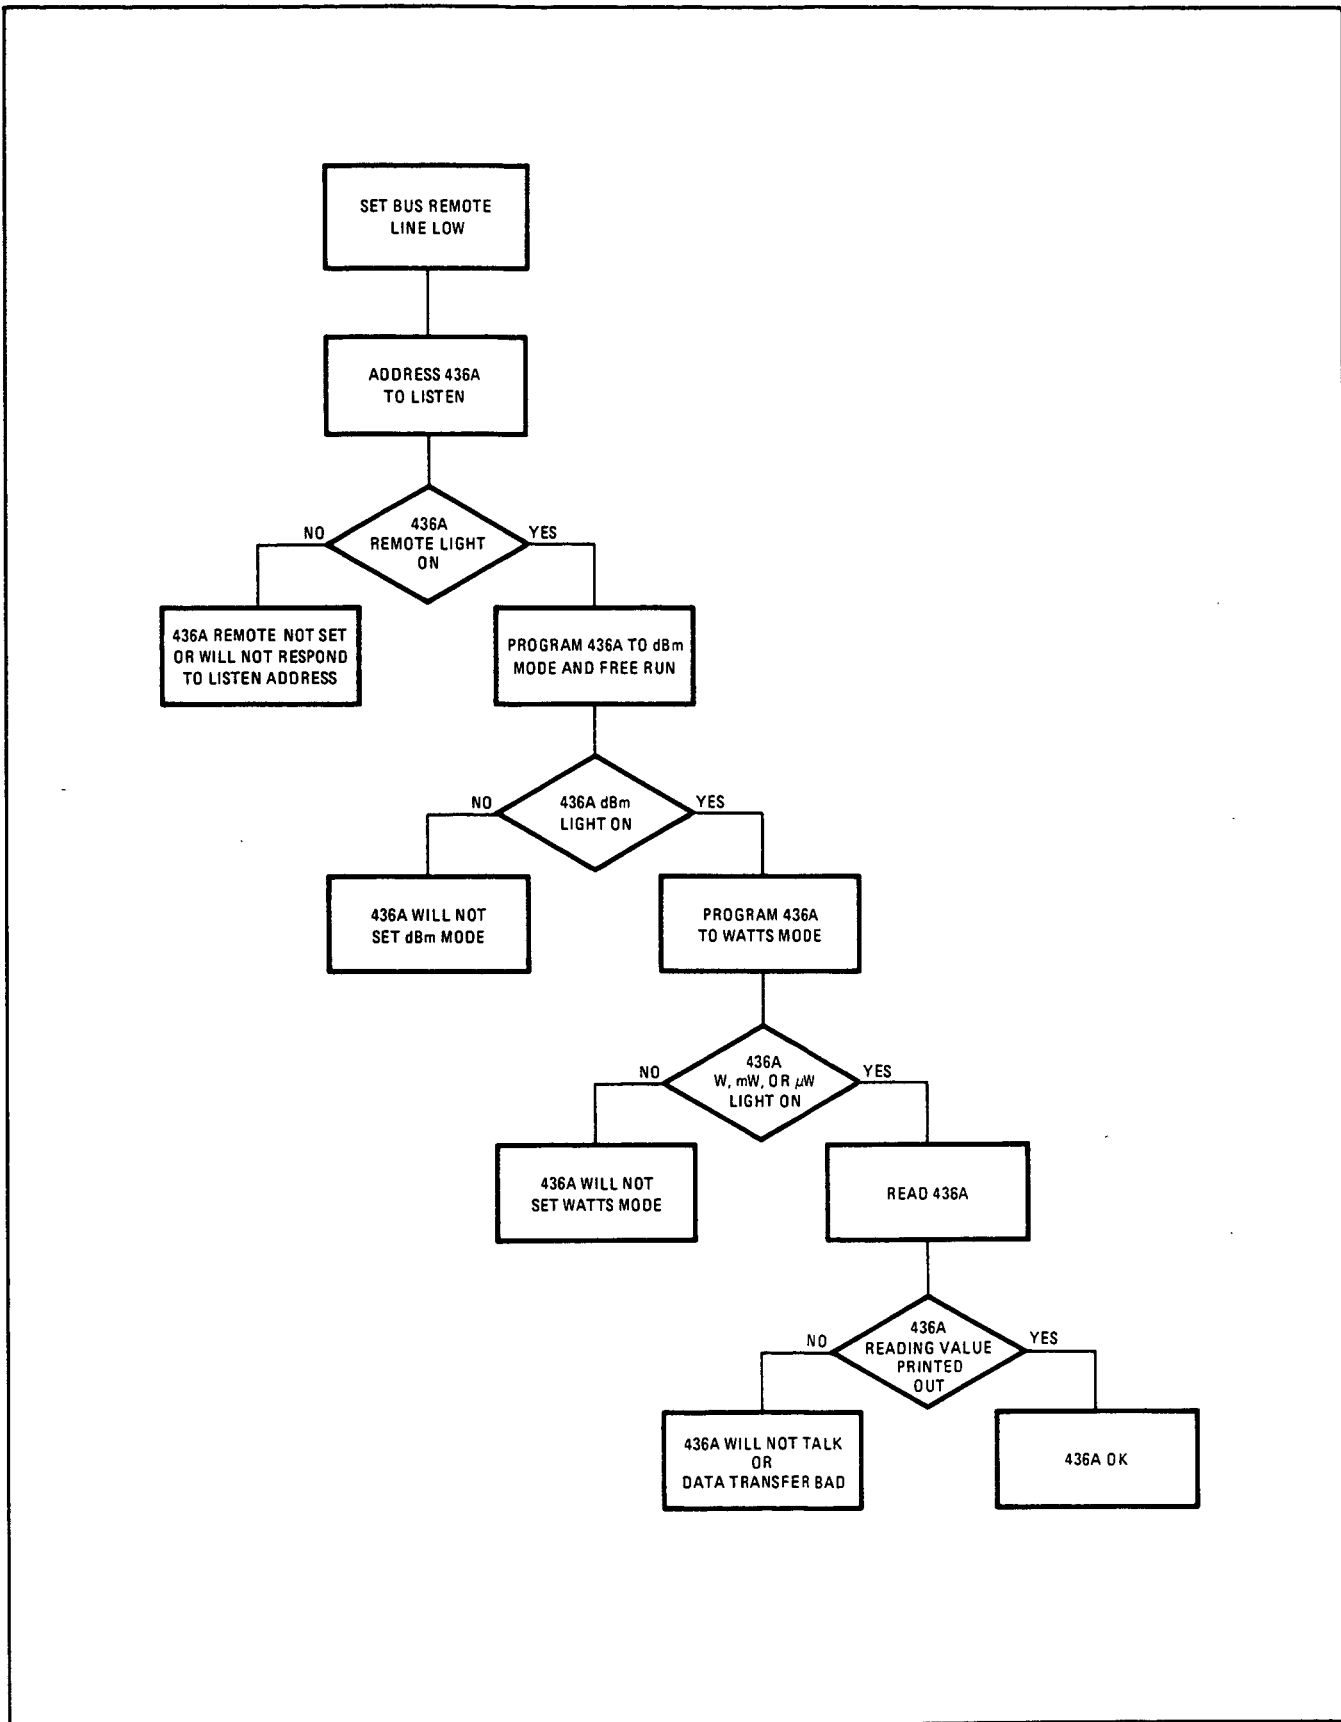 SET BUS REMOTE
LINE LOW
ADDRESS 436A
TO LISTEN
NO
436A
REMOTE LIGHT
ON
YES
436A REMOTE NOT SET
OR WILL NOT RESPOND
TO LISTEN ADDRESS
PROGRAM 436A TO dBm
MODE AND FREE RUN
NO
436A dBm
LIGHT ON
YES
436A WILL NOT
SET dBm MODE
PROGRAM 436A
TO WATTS MODE
NO
436A
W, mW, OR μW
LIGHT ON
YES
436A WILL NOT
SET WATTS MODE
READ 436A
NO
436A
READING VALUE
PRINTED
OUT
YES
436A WILL NOT TALK
OR
DATA TRANSFER BAD
436A OK